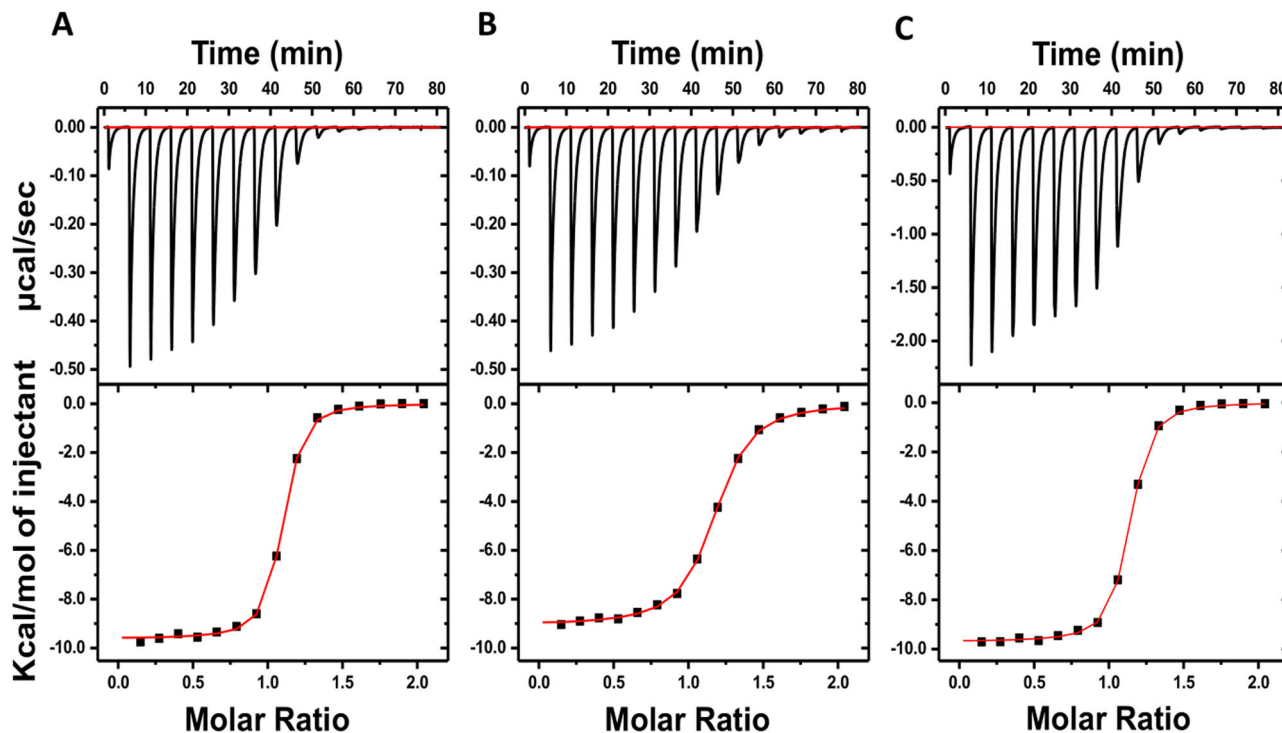 A
Time (min)
0 10 20 30 40 50 60 70 80
B
Time (min)
0 10 20 30 40 50 60 70 80
C
Time (min)
0 10 20 30 40 50 60 70 80
µcal/sec
0.00
-0.10
-0.20
-0.30
-0.40
-0.50
0.00
-0.10
-0.20
-0.30
-0.40
-0.50
0.00
-0.50
-1.00
-1.50
-2.00
Kcal/mol of injectant
0.0
-2.0
-4.0
-6.0
-8.0
-10.0
0.0
-2.0
-4.0
-6.0
-8.0
-10.0
0.0
-2.0
-4.0
-6.0
-8.0
-10.0
0.0 0.5 1.0 1.5 2.0
Molar Ratio
0.0 0.5 1.0 1.5 2.0
Molar Ratio
0.0 0.5 1.0 1.5 2.0
Molar Ratio